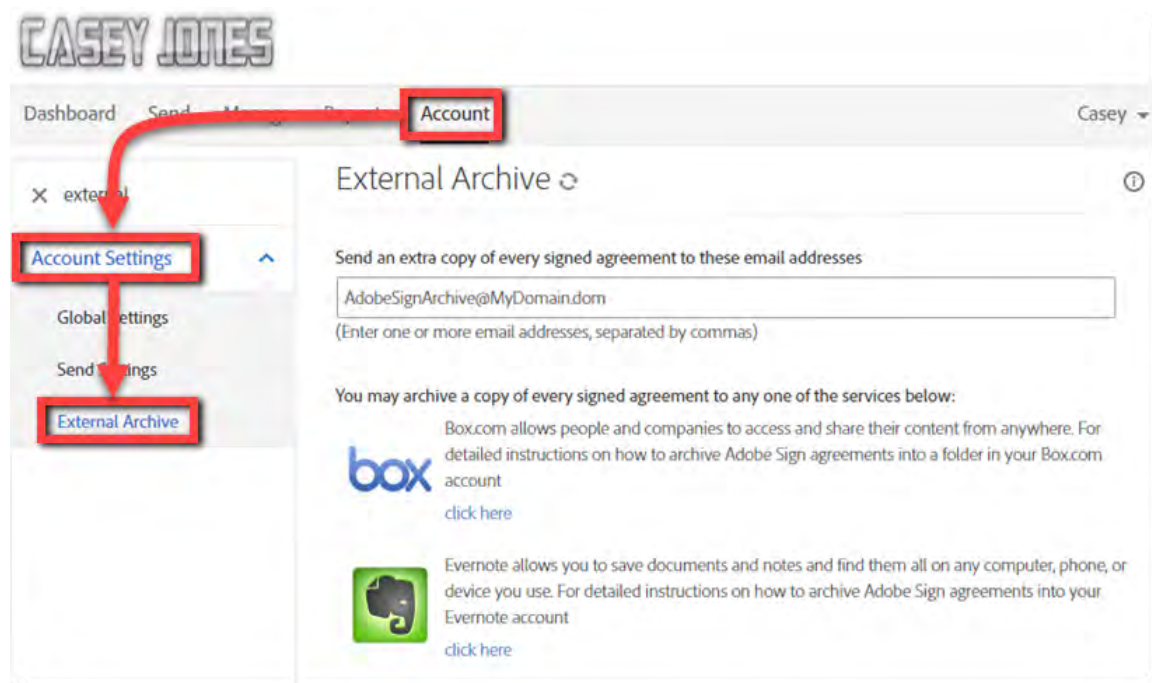 CASEY JONES
Dashboard Send Account Casey
external
External Archive
Account Settings
Send an extra copy of every signed agreement to these email addresses
AdobeSignArchive@MyDomain.dom
Global Settings
(Enter one or more email addresses, separated by commas)
Send Settings
You may archive a copy of every signed agreement to any one of the services below:
External Archive
Box.com allows people and companies to access and share their content from anywhere. For
detailed instructions on how to archive Adobe Sign agreements into a folder in your Box.com
account
box
click here
Evernote allows you to save documents and notes and find them all on any computer, phone, or
device you use. For detailed instructions on how to archive Adobe Sign agreements into your
Evernote account
click here